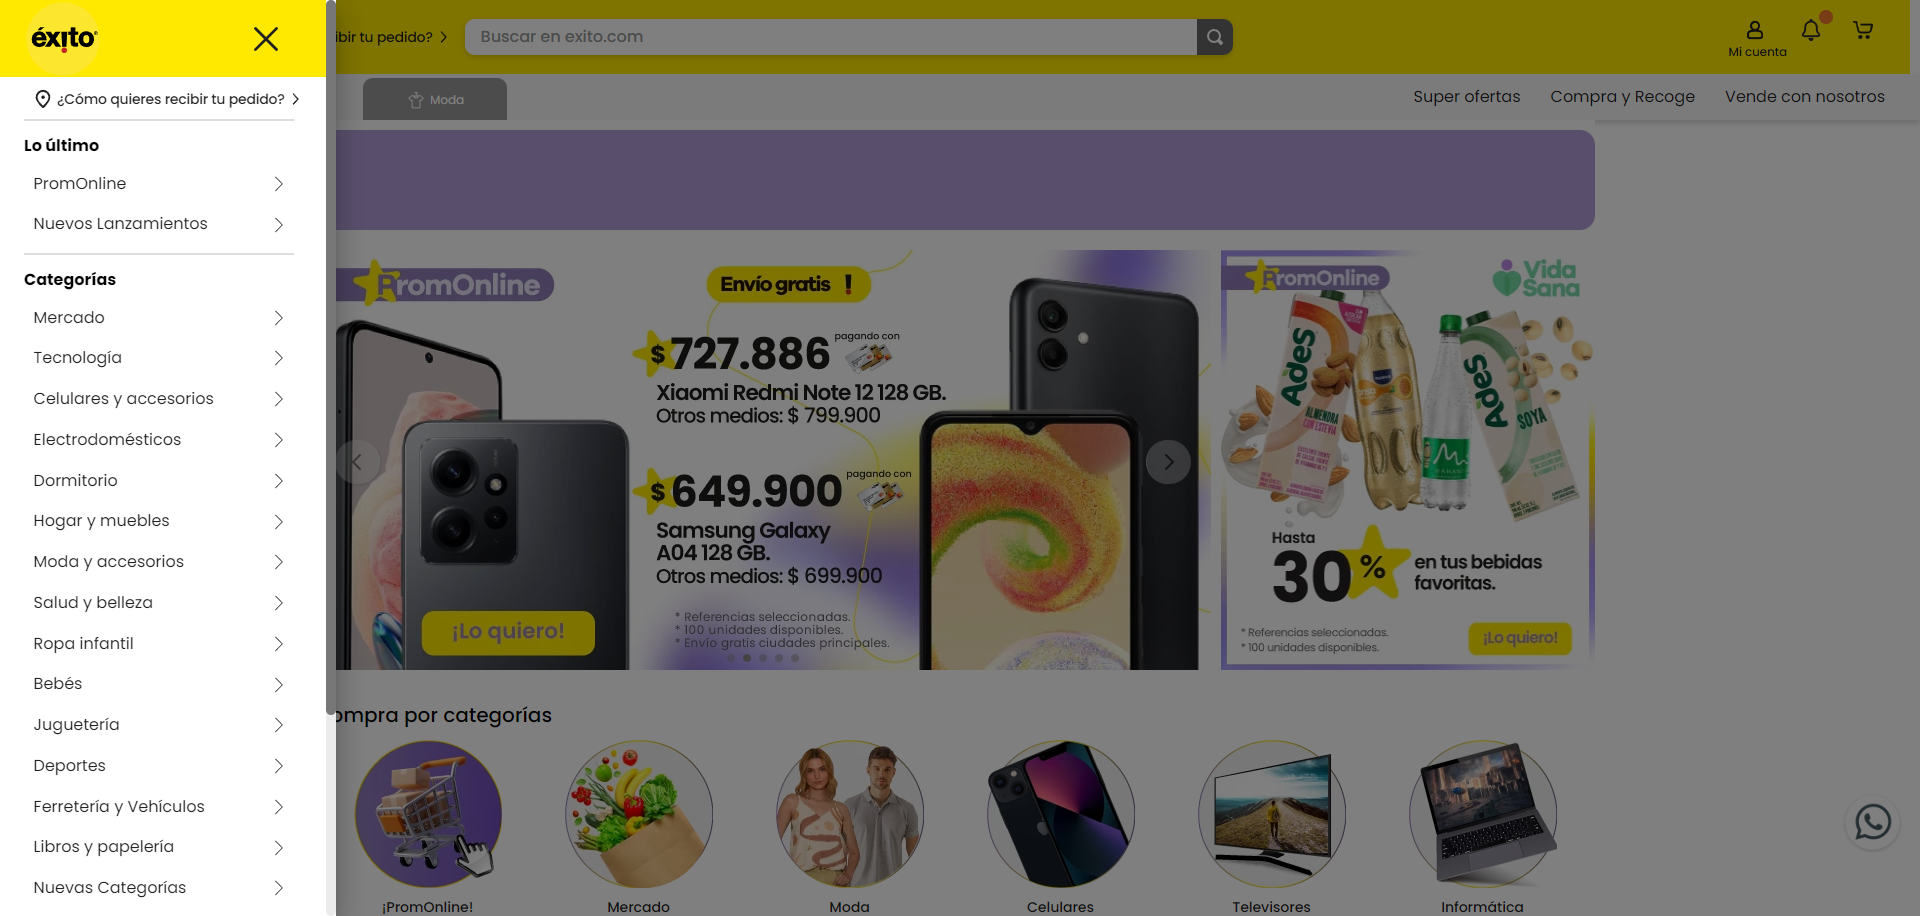 éxito
¿Cómo quieres recibir tu pedido?
Lo último
PromOnline
Nuevos Lanzamientos
Categorías
Mercado
Tecnología
Celulares y accesorios
Electrodomésticos
Dormitorio
Hogar y muebles
Moda y accesorios
Salud y belleza
Ropa infantil
Bebés
Juguetería
Deportes
Ferretería y Vehículos
Libros y papelería
Nuevas Categorías
ibir tu pedido?
Buscar en exito.com
Mi cuenta
Moda
Super ofertas
Compra y Recoge
Vende con nosotros
PromOnline
Envío gratis !
$ 727.886
pagando con
Xiaomi Redmi Note 12 128 GB.
Otros medios: $ 799.900
$ 649.900
pagando con
Samsung Galaxy
A04 128 GB.
Otros medios: $ 699.900
* Referencias seleccionadas.
* 100 unidades disponibles.
* Envío gratis ciudades principales.
¡Lo quiero!
PromOnline
Vida
Sana
Ades
ALMENDRA
CON ESTEVIA
Ades
SOYA
Hasta
30%
en tus bebidas
favoritas.
* Referencias seleccionadas.
* 100 unidades disponibles.
¡Lo quiero!
ompra por categorías
¡PromOnline!
Mercado
Moda
Celulares
Televisores
Informática